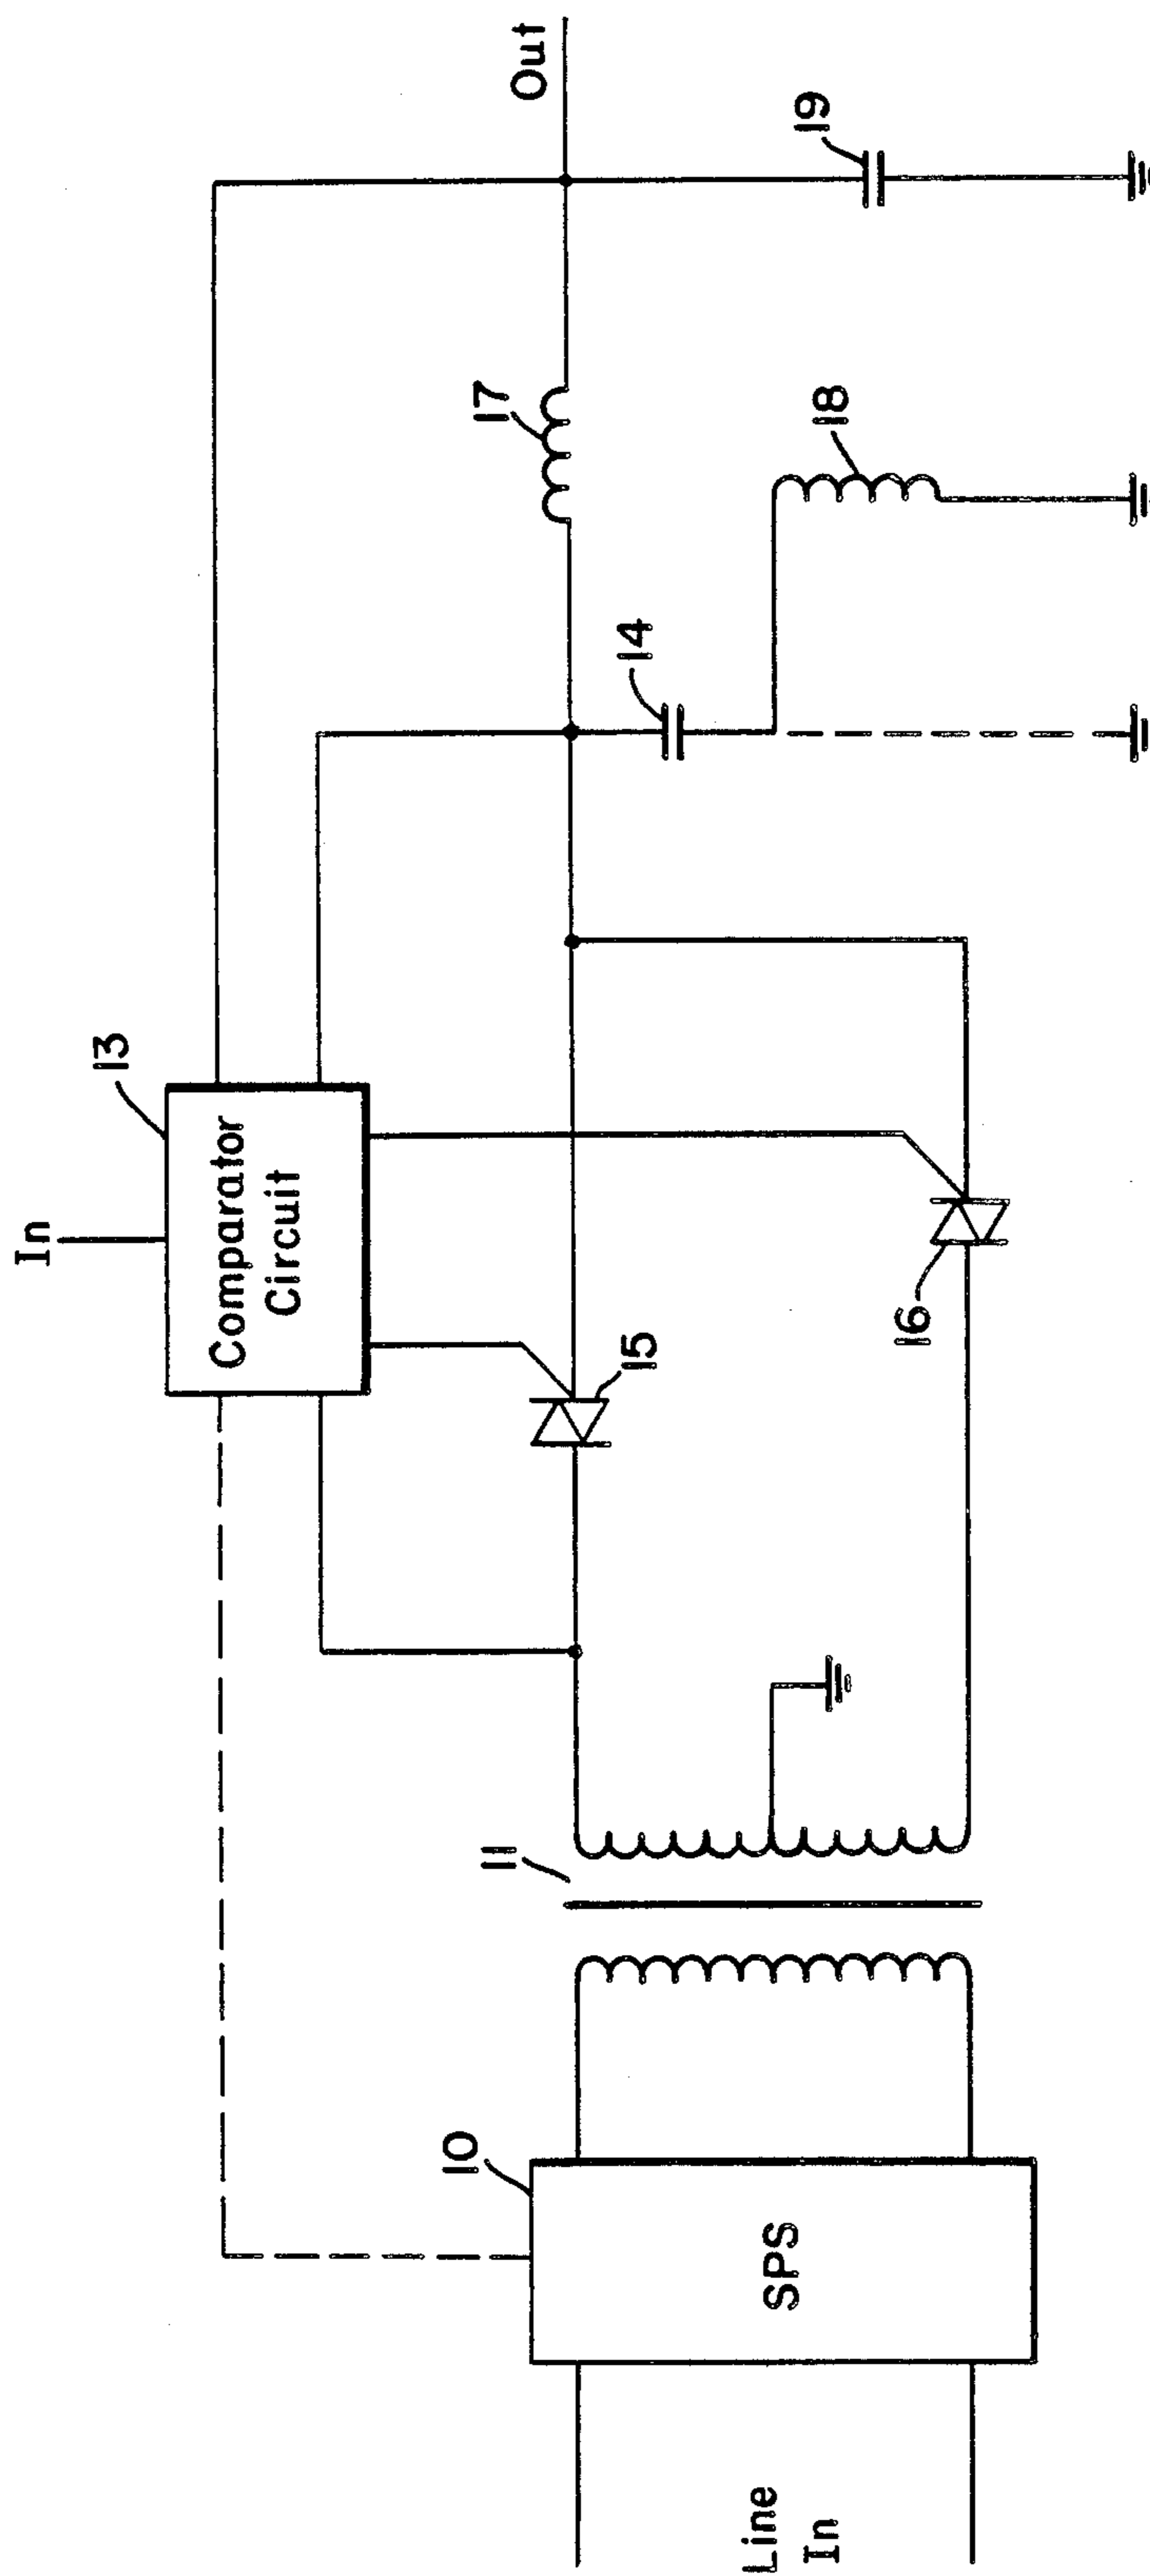 In
13
Comparator
Circuit
Out
10
SPS
Line
In
11
15
16
17
14
18
19